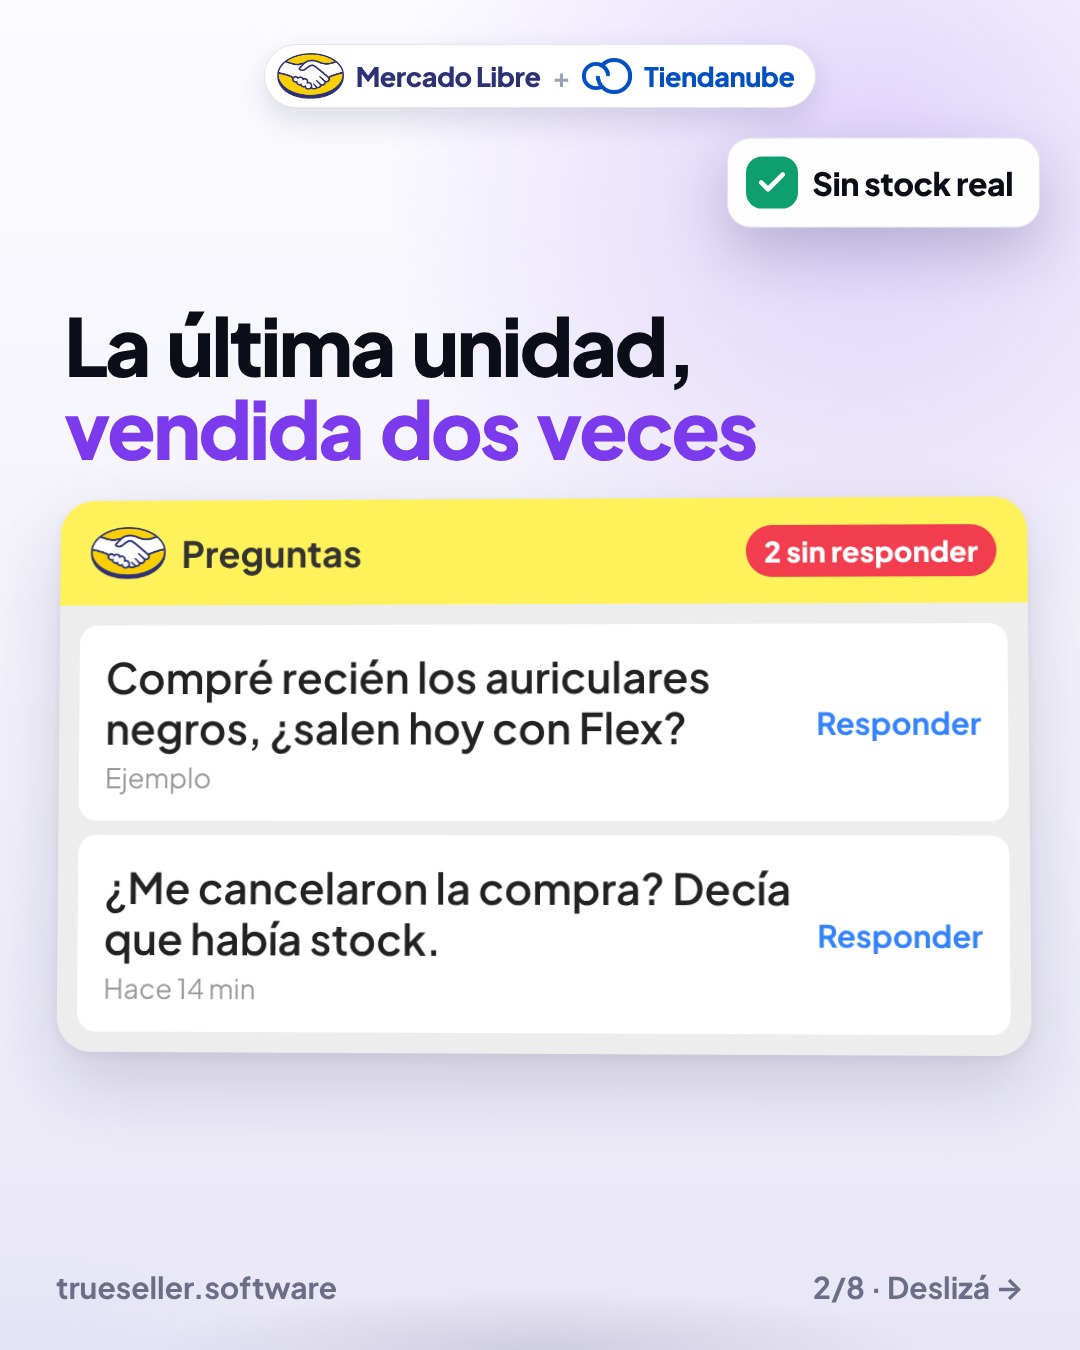 Mercado Libre + Tiendanube
Sin stock real
La última unidad,
vendida dos veces
Preguntas
2 sin responder
Compré recién los auriculares
negros, ¿salen hoy con Flex?
Responder
Ejemplo
¿Me cancelaron la compra? Decía
que había stock.
Responder
Hace 14 min
trueseller.software
2/8 · Deslizá →